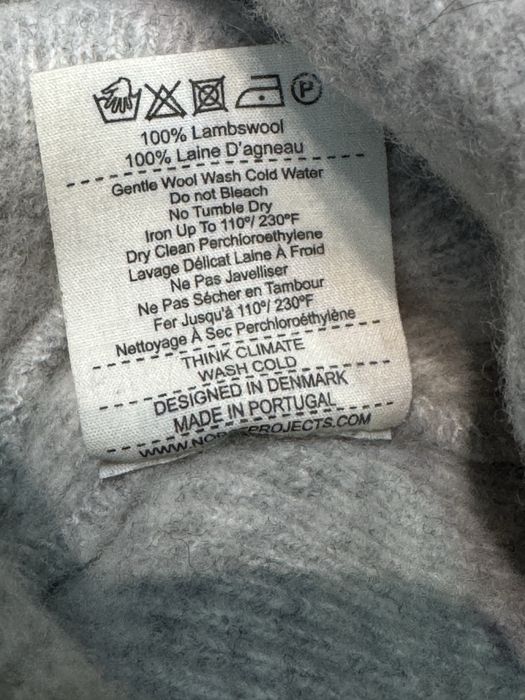 P
100% Lambswool
100% Laine D'agneau
Gentle Wool Wash Cold Water
Do not Bleach
No Tumble Dry
Iron Up To 110°/ 230ºF
Dry Clean Perchloroethylene
Lavage Délicat Laine À Froid
Ne Pas Javelliser
Ne Pas Sécher en Tambour
Fer Jusqu'à 110°/ 230ºF
Nettoyage À Sec Perchloroéthylène
THINK CLIMATE
WASH COLD
DESIGNED IN DENMARK
MADE IN PORTUGAL